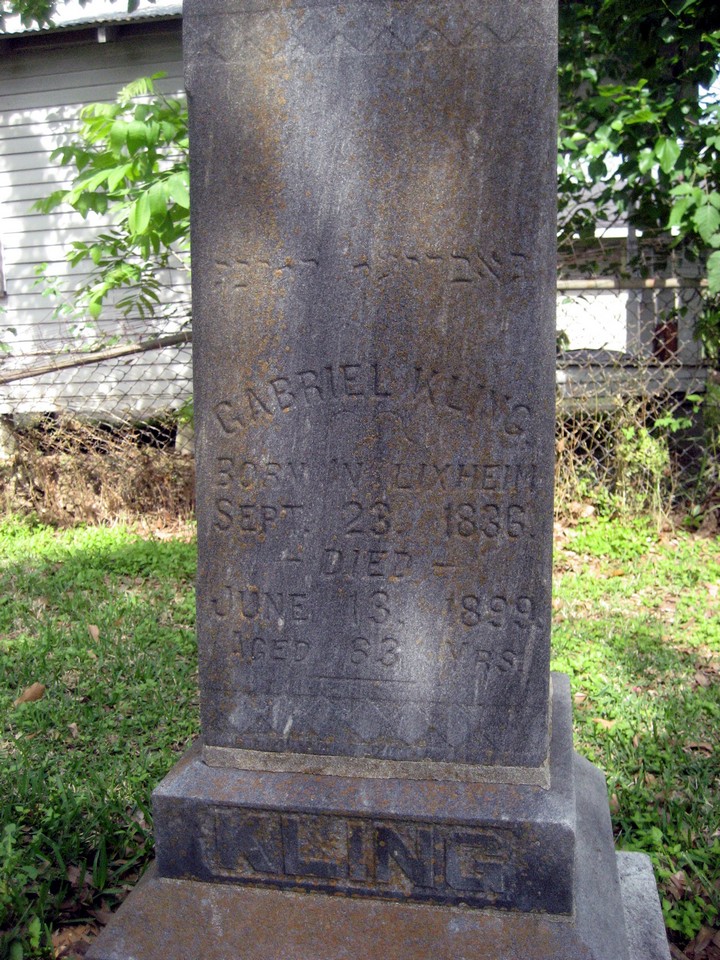 GABRIEL KLING
BORN IN LIXHEIM
SEPT. 23. 1836.
- DIED -
JUNE 13. 1899.
AGED 63 YRS.
KLING